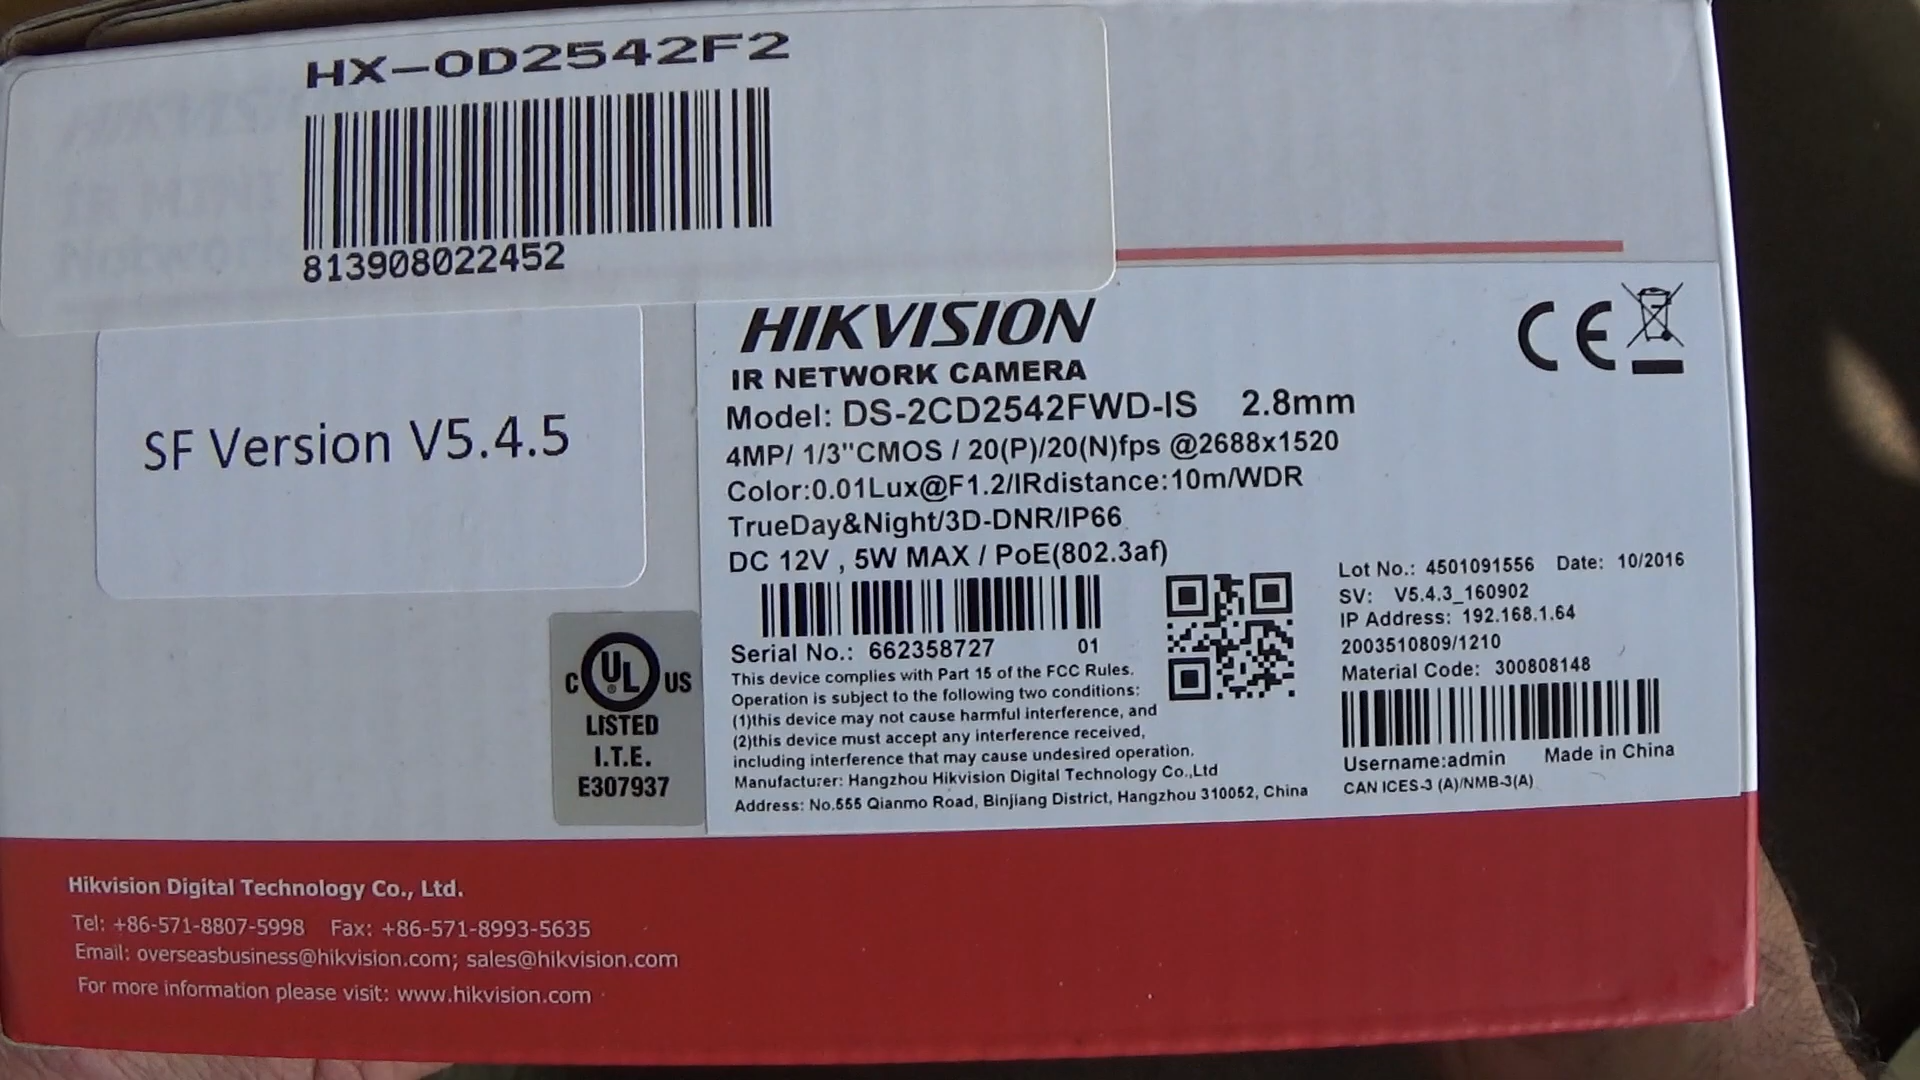 HX-0D2542F2
813908022452
HIKVISION
IR MINI
Network
SF Version V5.4.5
HIKVISION
IR NETWORK CAMERA
Model: DS-2CD2542FWD-IS 2.8mm
4MP/ 1/3"CMOS / 20(P)/20(N)fps @2688x1520
Color:0.01Lux@F1.2/IRdistance:10m/WDR
TrueDay&Night/3D-DNR/IP66
DC 12V , 5W MAX / PoE(802.3af)
Serial No.: 662358727 01
This device complies with Part 15 of the FCC Rules.
Operation is subject to the following two conditions:
(1)this device may not cause harmful interference, and
(2)this device must accept any interference received,
including interference that may cause undesired operation.
Manufacturer: Hangzhou Hikvision Digital Technology Co.,Ltd
Address: No.555 Qianmo Road, Binjiang District, Hangzhou 310052, China
CE
Lot No.: 4501091556 Date: 10/2016
SV: V5.4.3_160902
IP Address: 192.168.1.64
2003510809/1210
Material Code: 300808148
Username:admin Made in China
CAN ICES-3 (A)/NMB-3(A)
C UL ® US
LISTED
I.T.E.
E307937
Hikvision Digital Technology Co., Ltd.
Tel: +86-571-8807-5998 Fax: +86-571-8993-5635
Email: overseasbusiness@hikvision.com; sales@hikvision.com
For more information please visit: www.hikvision.com